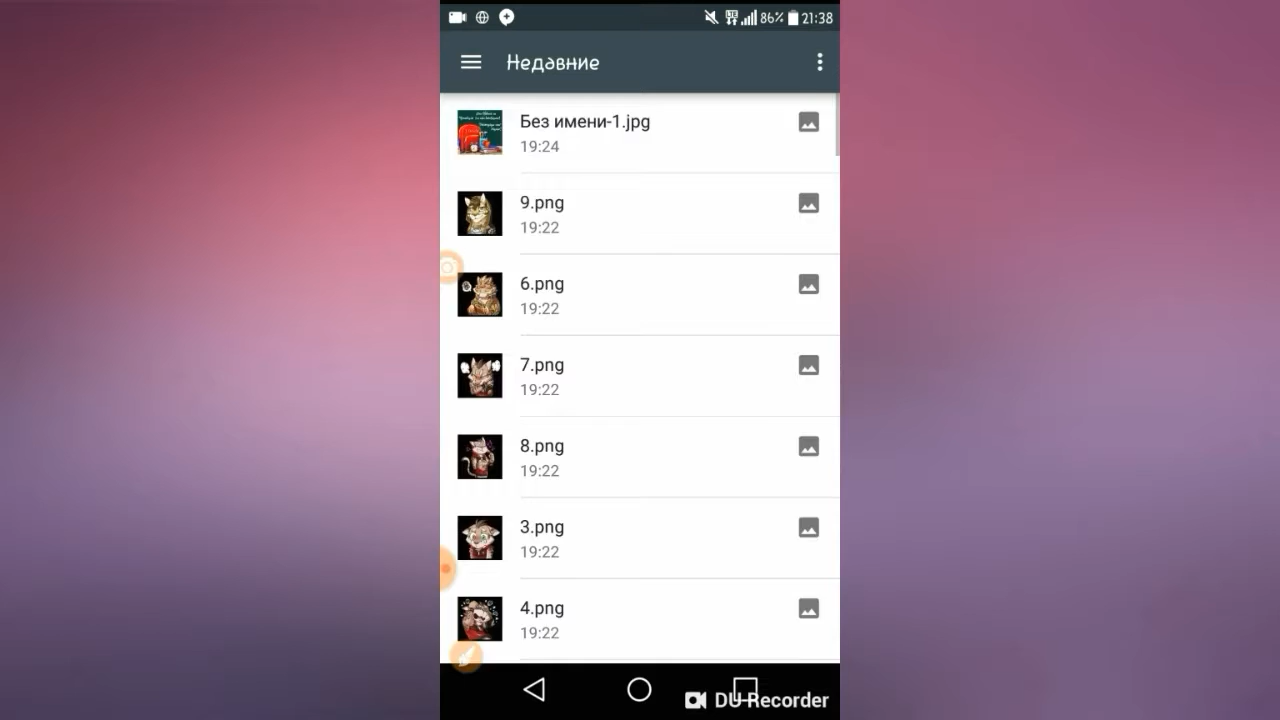 86% 21:38
Недавние
Без имени-1.jpg
19:24
9.png
19:22
6.png
19:22
7.png
19:22
8.png
19:22
3.png
19:22
4.png
19:22
DU Recorder